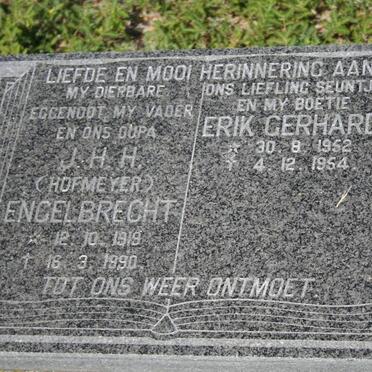 LIEFDE EN MOOI HERINNERING AAN
MY DIERBARE
EGGENOOT MY VADER
EN ONS OUPA
J.H.H.
(HOFMEYER)
ENGELBRECHT
* 12.10.1919
† 16.3.1990
ONS LIEFLING SEUNTJ
EN MY BOETIE
ERIK GERHARD
* 30.8.1952
† 4.12.1954
TOT ONS WEER ONTMOET